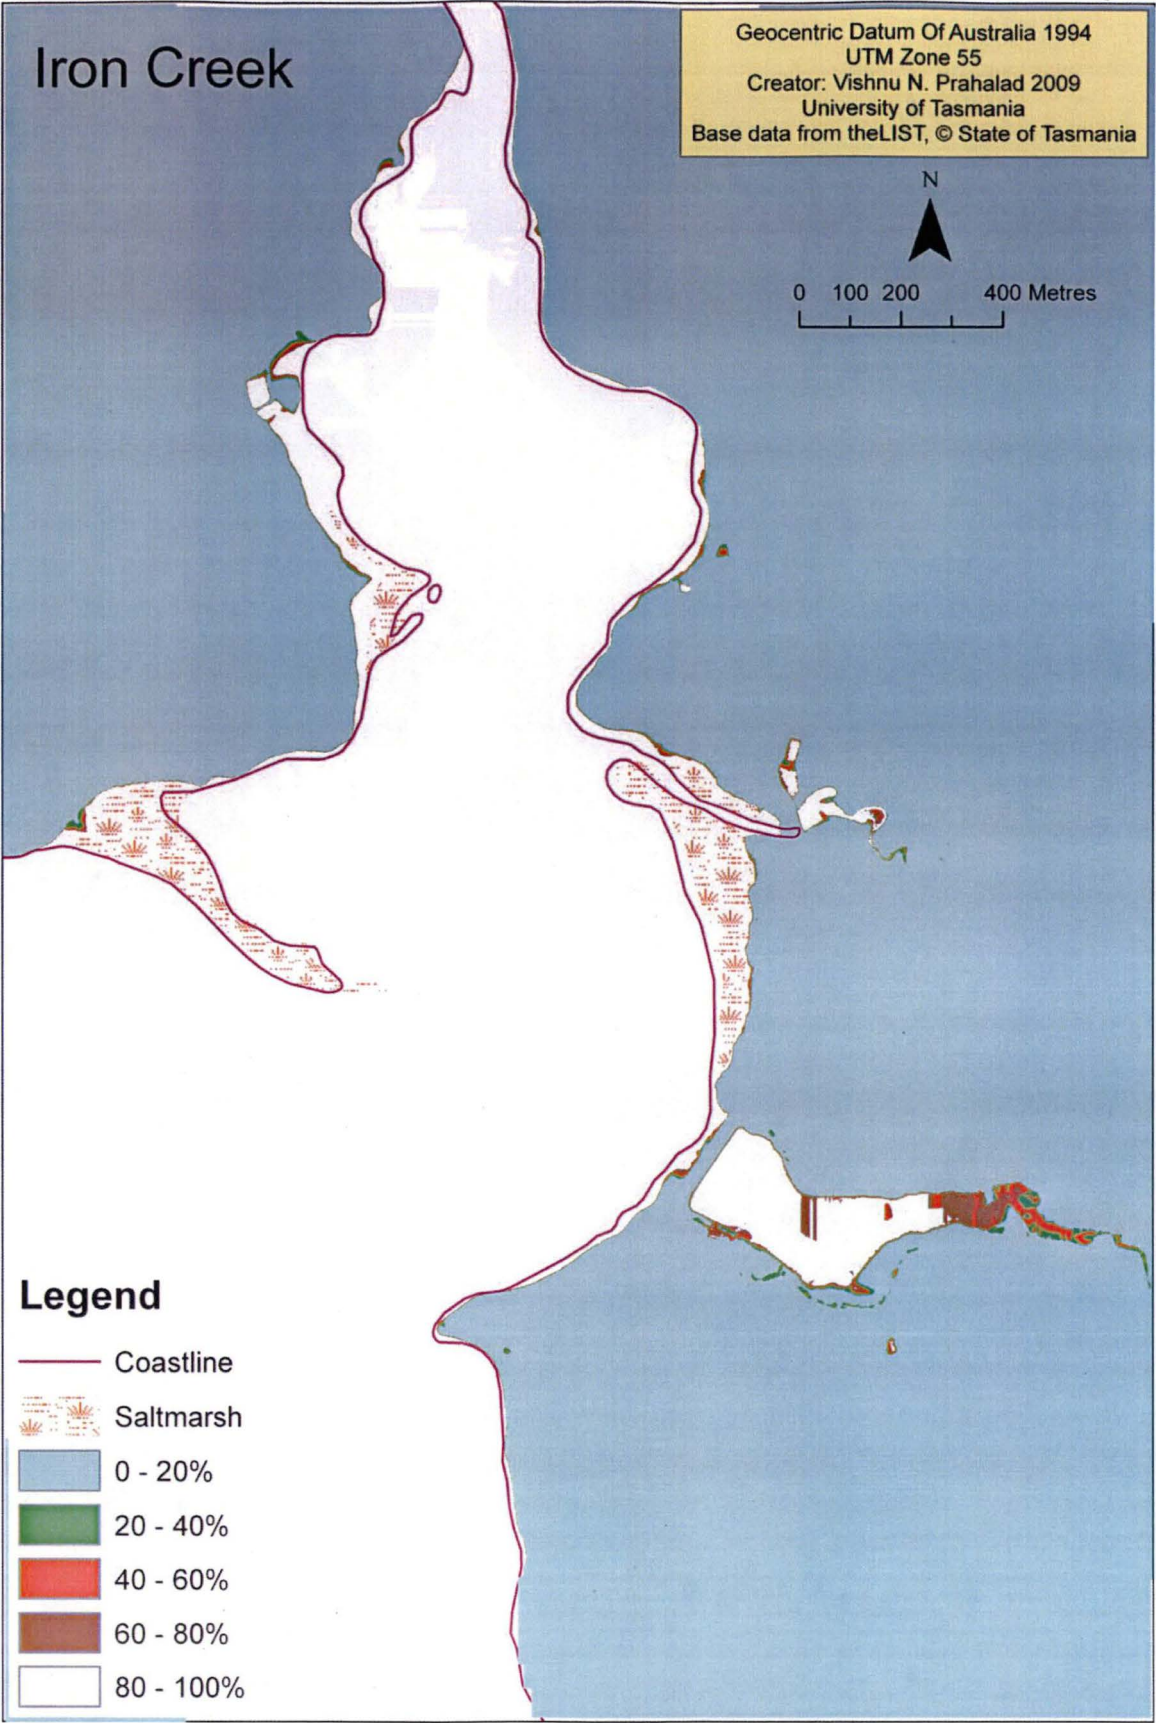 Iron Creek
Geocentric Datum Of Australia 1994
UTM Zone 55
Creator: Vishnu N. Prahalad 2009
University of Tasmania
Base data from theLIST, © State of Tasmania
N
0 100 200 400 Metres
Legend
Coastline
Saltmarsh
0 - 20%
20 - 40%
40 - 60%
60 - 80%
80 - 100%